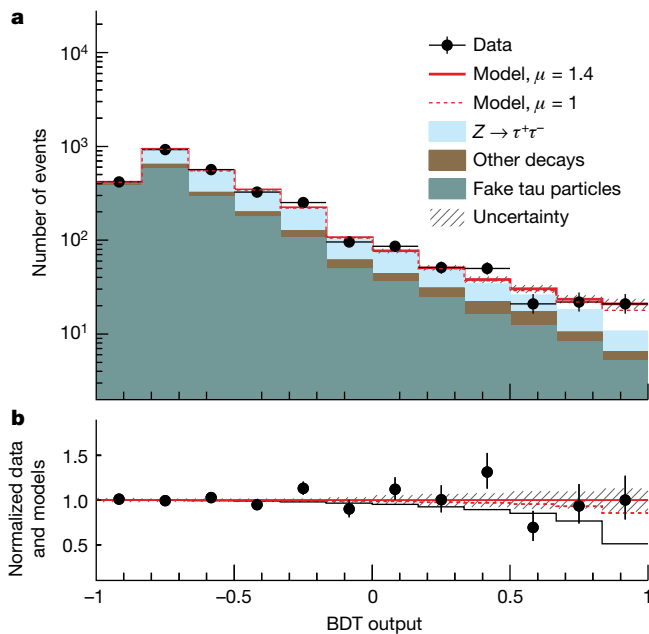 a
10⁴
10³
10²
10¹
Number of events
Data
Model, μ = 1.4
Model, μ = 1
Z → τ⁺τ⁻
Other decays
Fake tau particles
Uncertainty
b
1.5
1.0
0.5
Normalized data
and models
−1 −0.5 0 0.5 1
BDT output